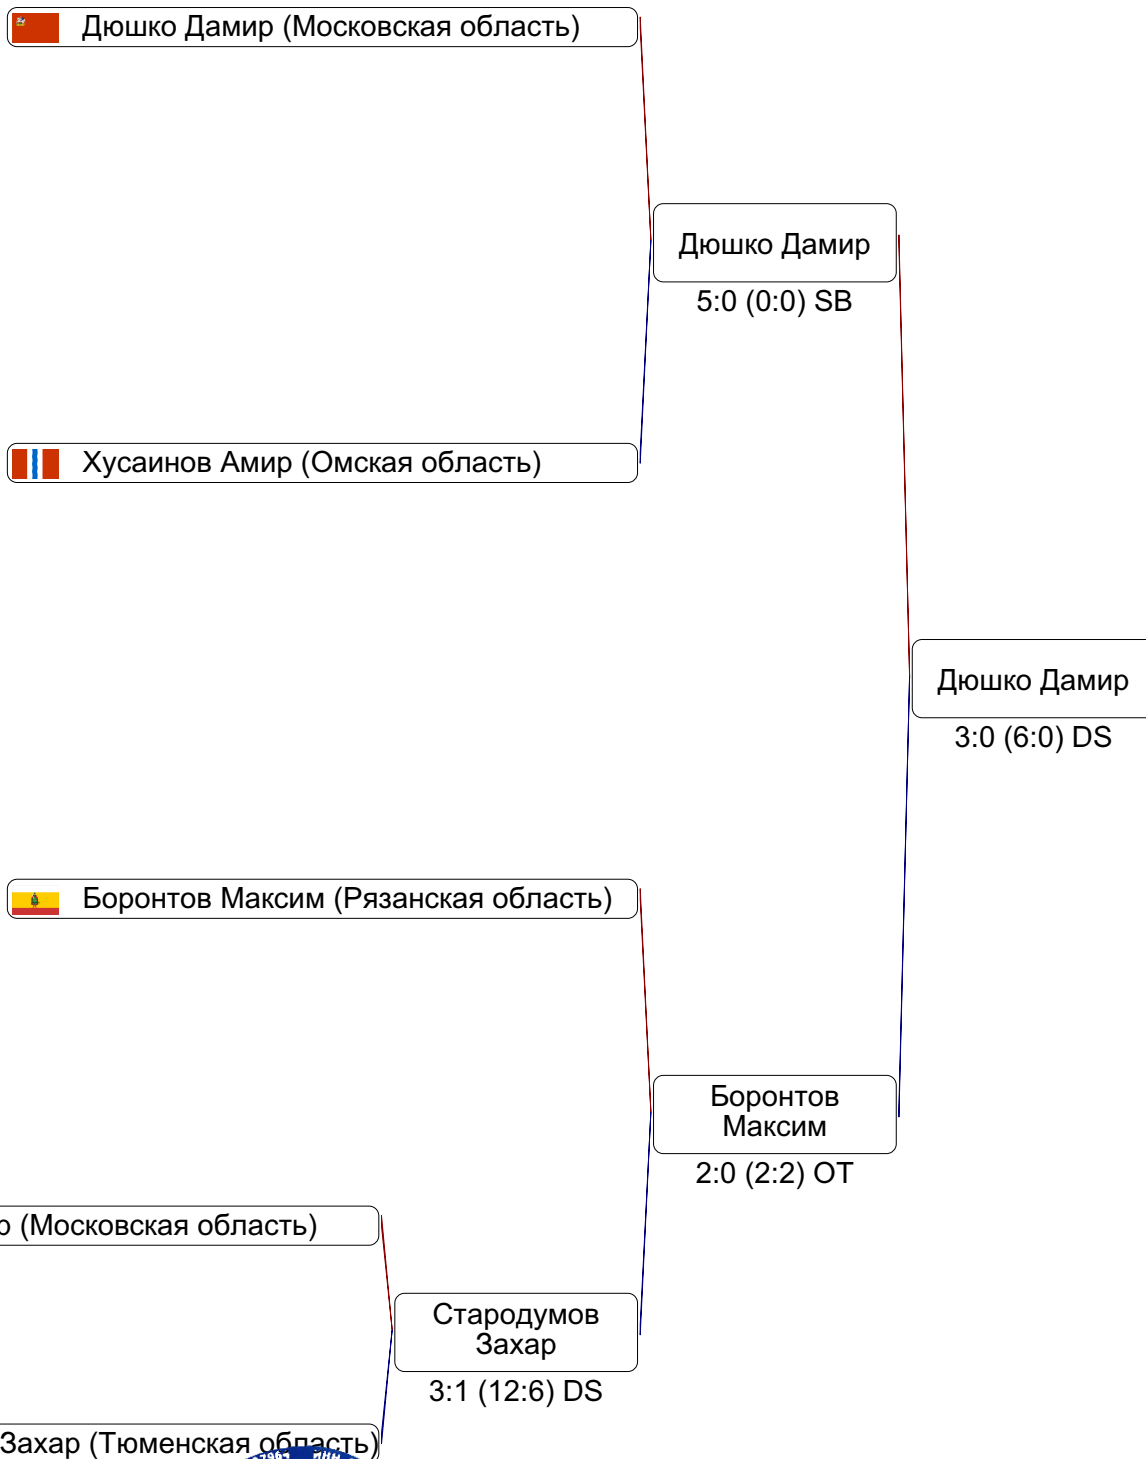 Дюшко Дамир (Московская область)
Дюшко Дамир
5:0 (0:0) SB
Хусаинов Амир (Омская область)
Дюшко Дамир
3:0 (6:0) DS
Боронтов Максим (Рязанская область)
Боронтов
Максим
2:0 (2:2) OT
(Московская область)
Стародумов
Захар
3:1 (12:6) DS
Захар (Тюменская область)